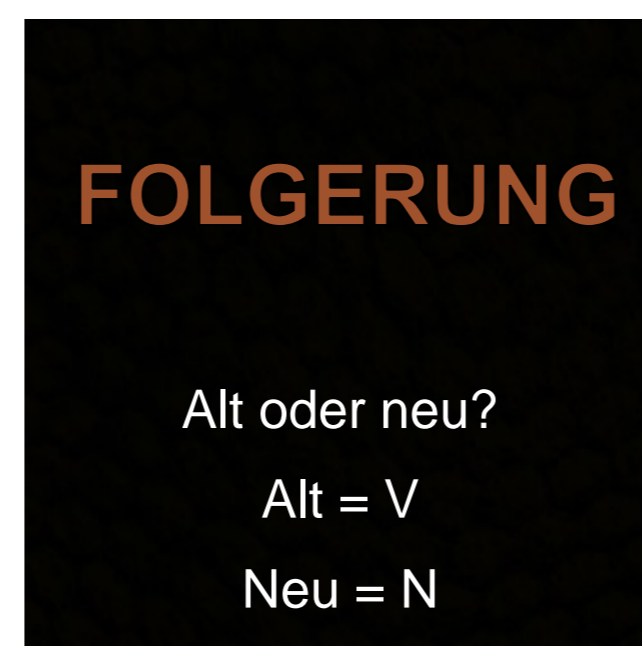 FOLGERUNG
Alt oder neu?
Alt = V
Neu = N